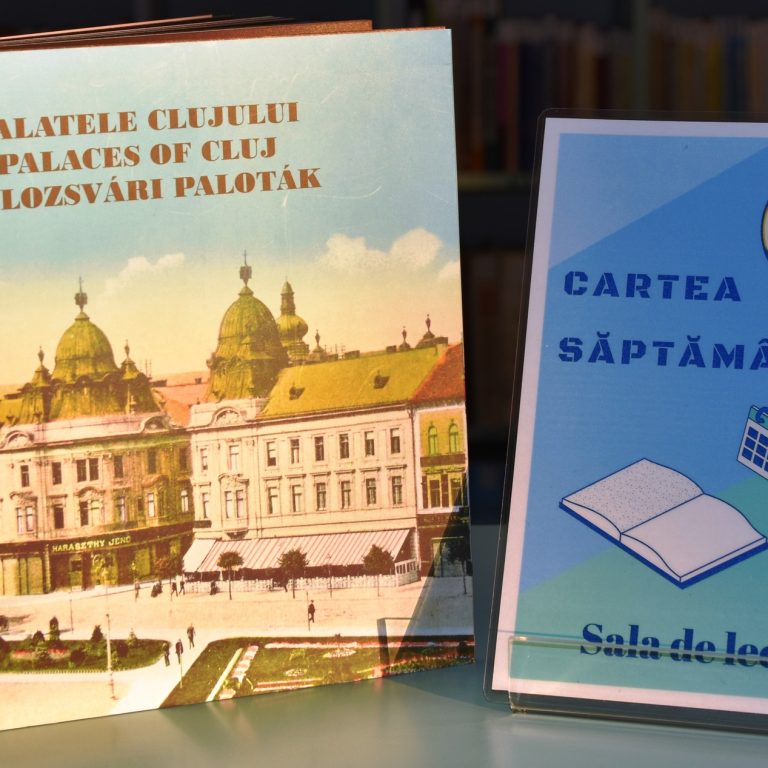 ALATELE CLUJULUI
PALACES OF CLUJ
LOZSVÁRI PALOTÁK
HARASZTHY JENŐ
CARTEA
SĂPTĂMÂ
Sala de lec